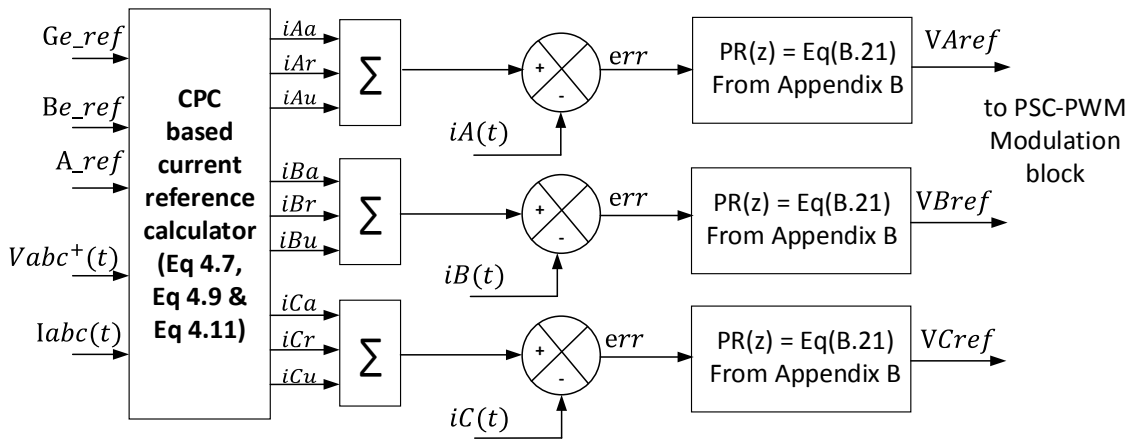 Ge_ref
Be_ref
A_ref
Vabc⁺(t)
Iabc(t)
CPC
based
current
reference
calculator
(Eq 4.7,
Eq 4.9 &
Eq 4.11)
iAa
iAr
iAu
Σ
+
-
iA(t)
err
PR(z) = Eq(B.21)
From Appendix B
VAref
iBa
iBr
iBu
Σ
+
-
iB(t)
err
PR(z) = Eq(B.21)
From Appendix B
VBref
iCa
iCr
iCu
Σ
+
-
iC(t)
err
PR(z) = Eq(B.21)
From Appendix B
VCref
to PSC-PWM
Modulation
block